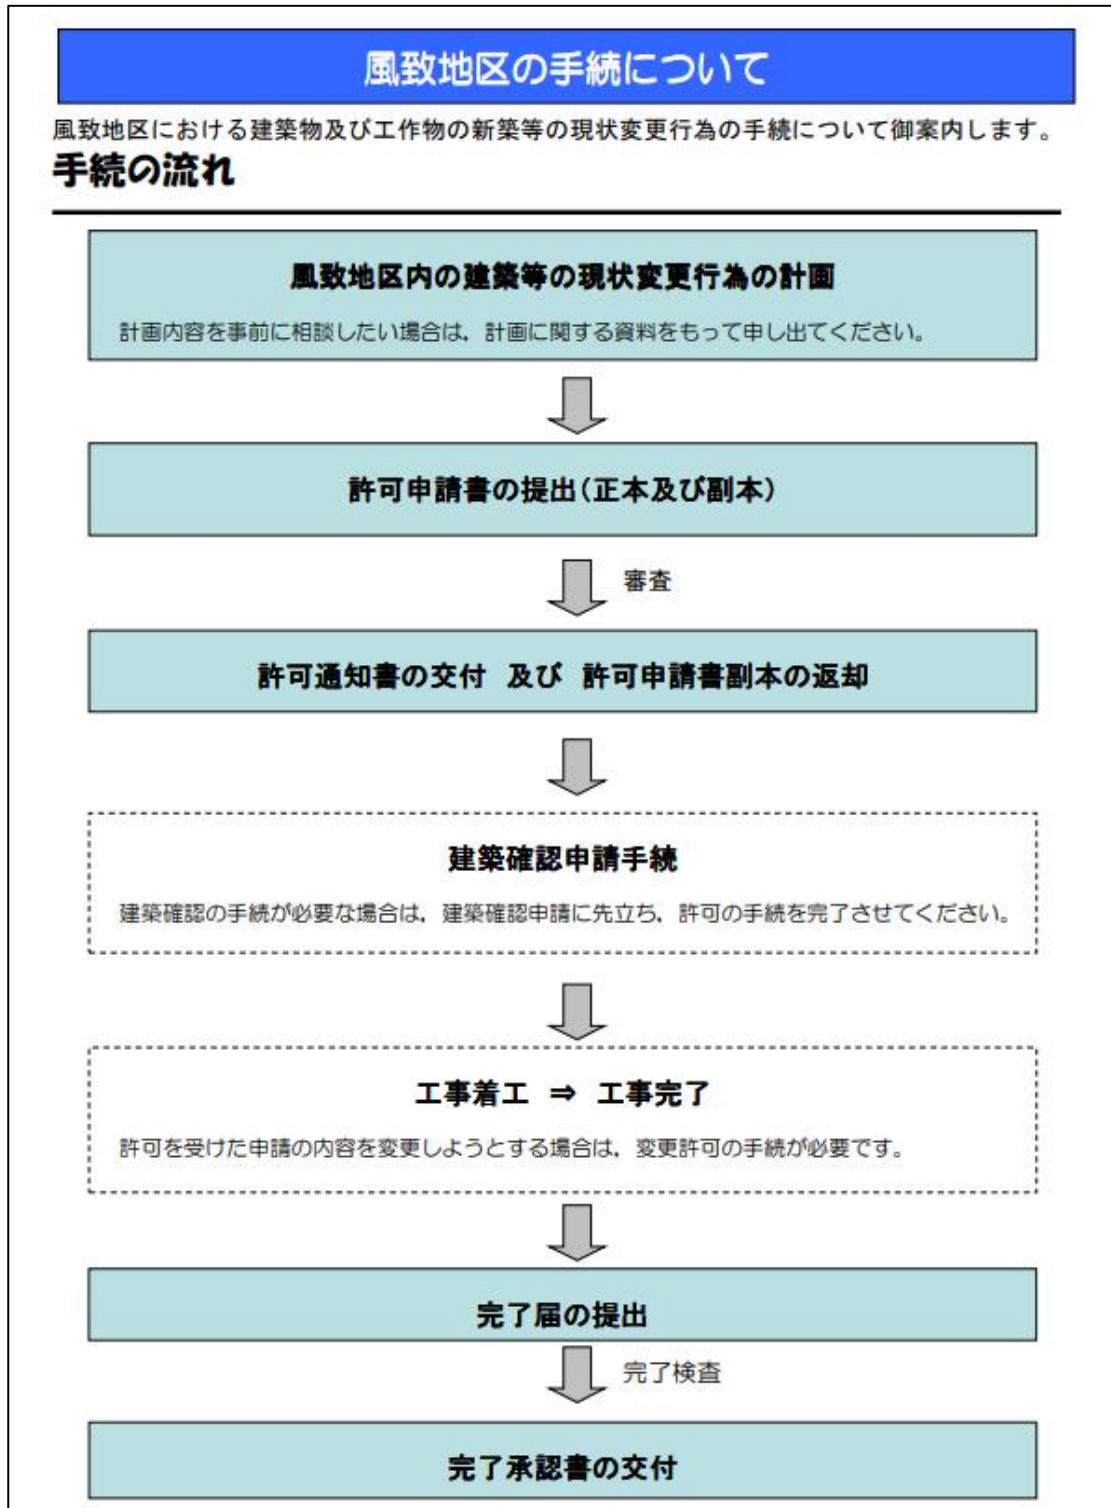 風致地区の手続について
風致地区における建築物及び工作物の新築等の現状変更行為の手続について御案内します。
手続の流れ
風致地区内の建築等の現状変更行為の計画
計画内容を事前に相談したい場合は，計画に関する資料をもって申し出てください。
許可申請書の提出（正本及び副本）
審査
許可通知書の交付　及び　許可申請書副本の返却
建築確認申請手続
建築確認の手続が必要な場合は，建築確認申請に先立ち，許可の手続を完了させてください。
工事着工　⇒　工事完了
許可を受けた申請の内容を変更しようとする場合は，変更許可の手続が必要です。
完了届の提出
完了検査
完了承認書の交付